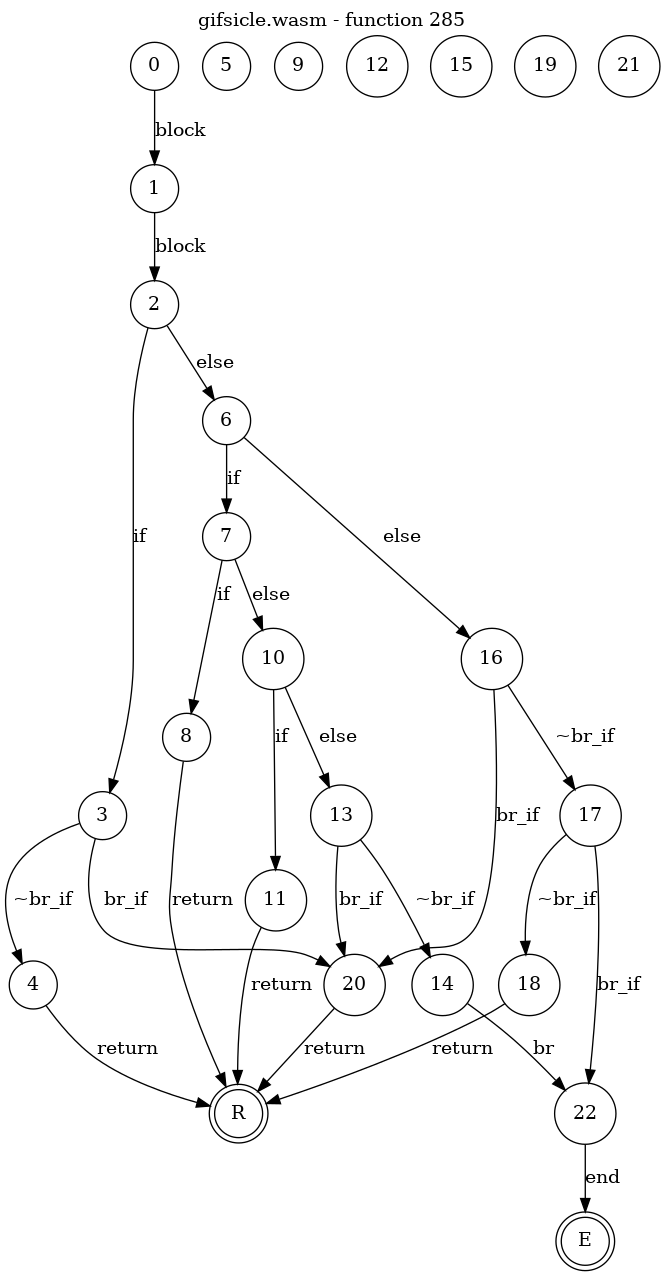 gifsicle.wasm - function 285
0 5 9 12 15 19 21
block
1
block
2
else
6
if
if else
7
if else
10 16
if else ~br_if
8
3 13 17
br_if
~br_if br_if return 11 br_if ~br_if ~br_if
4 return 20 14 18 br_if
return return return br
R 22
end
E